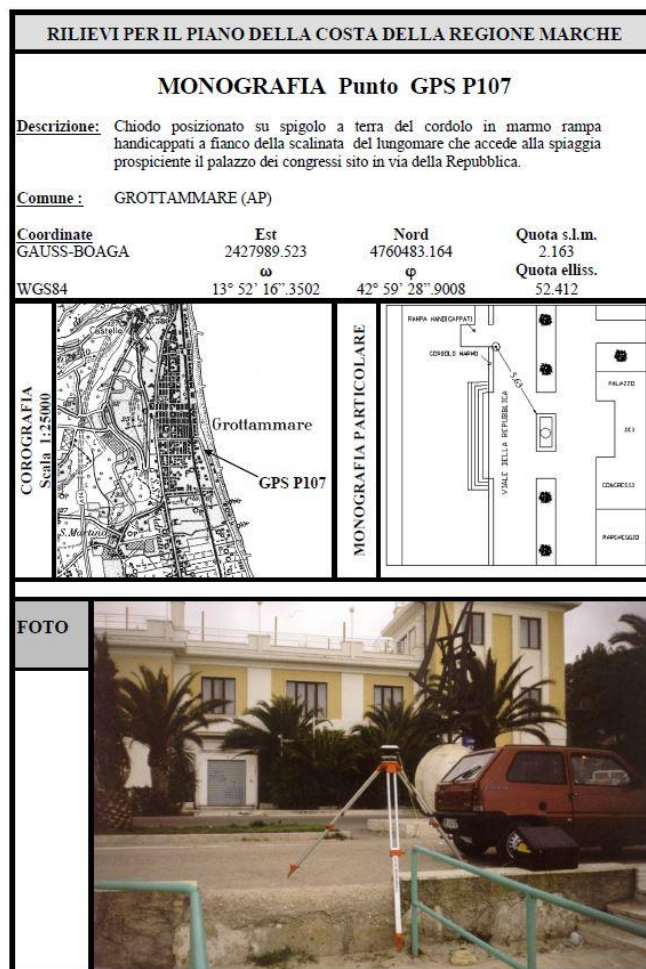 RILIEVI PER IL PIANO DELLA COSTA DELLA REGIONE MARCHE
MONOGRAFIA Punto GPS P107
Descrizione: Chiodo posizionato su spigolo a terra del cordolo in marmo rampa
handicappati a fianco della scalinata del lungomare che accede alla spiaggia
prospiciente il palazzo dei congressi sito in via della Repubblica.
Comune : GROTTAMMARE (AP)
Coordinate Est Nord Quota s.l.m.
GAUSS-BOAGA 2427989.523 4760483.164 2.163
ω φ Quota elliss.
WGS84 13° 52’ 16”.3502 42° 59’ 28”.9008 52.412
COROGRAFIA
Scala 1:25000
Castello
Grottammare
GPS P107
S. Martino
MONOGRAFIA PARTICOLARE
RAMPA HANDICAPPATI
CORDOLO MARMO
5.63
VIALE DELLA REPUBBLICA
PALAZZO
DEI
CONGRESSI
PARCHEGGIO
FOTO